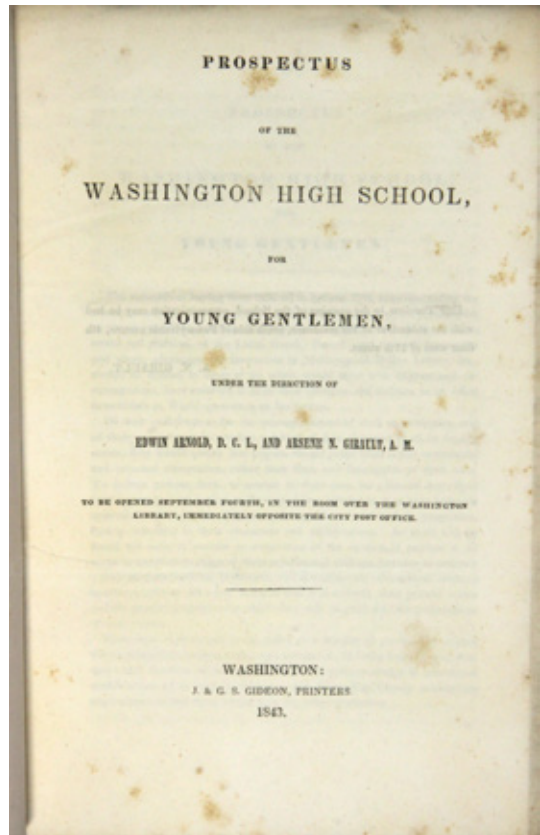 PROSPECTUS
OF THE
WASHINGTON HIGH SCHOOL,
FOR
YOUNG GENTLEMEN,
UNDER THE DIRECTION OF
EDWIN ARNOLD, D. C. L., AND ARSENE N. GIRAULT, A. M.
TO BE OPENED SEPTEMBER FOURTH, IN THE ROOM OVER THE WASHINGTON
LIBRARY, IMMEDIATELY OPPOSITE THE CITY POST OFFICE.
WASHINGTON:
J. & G. S. GIDEON, PRINTERS
1843.